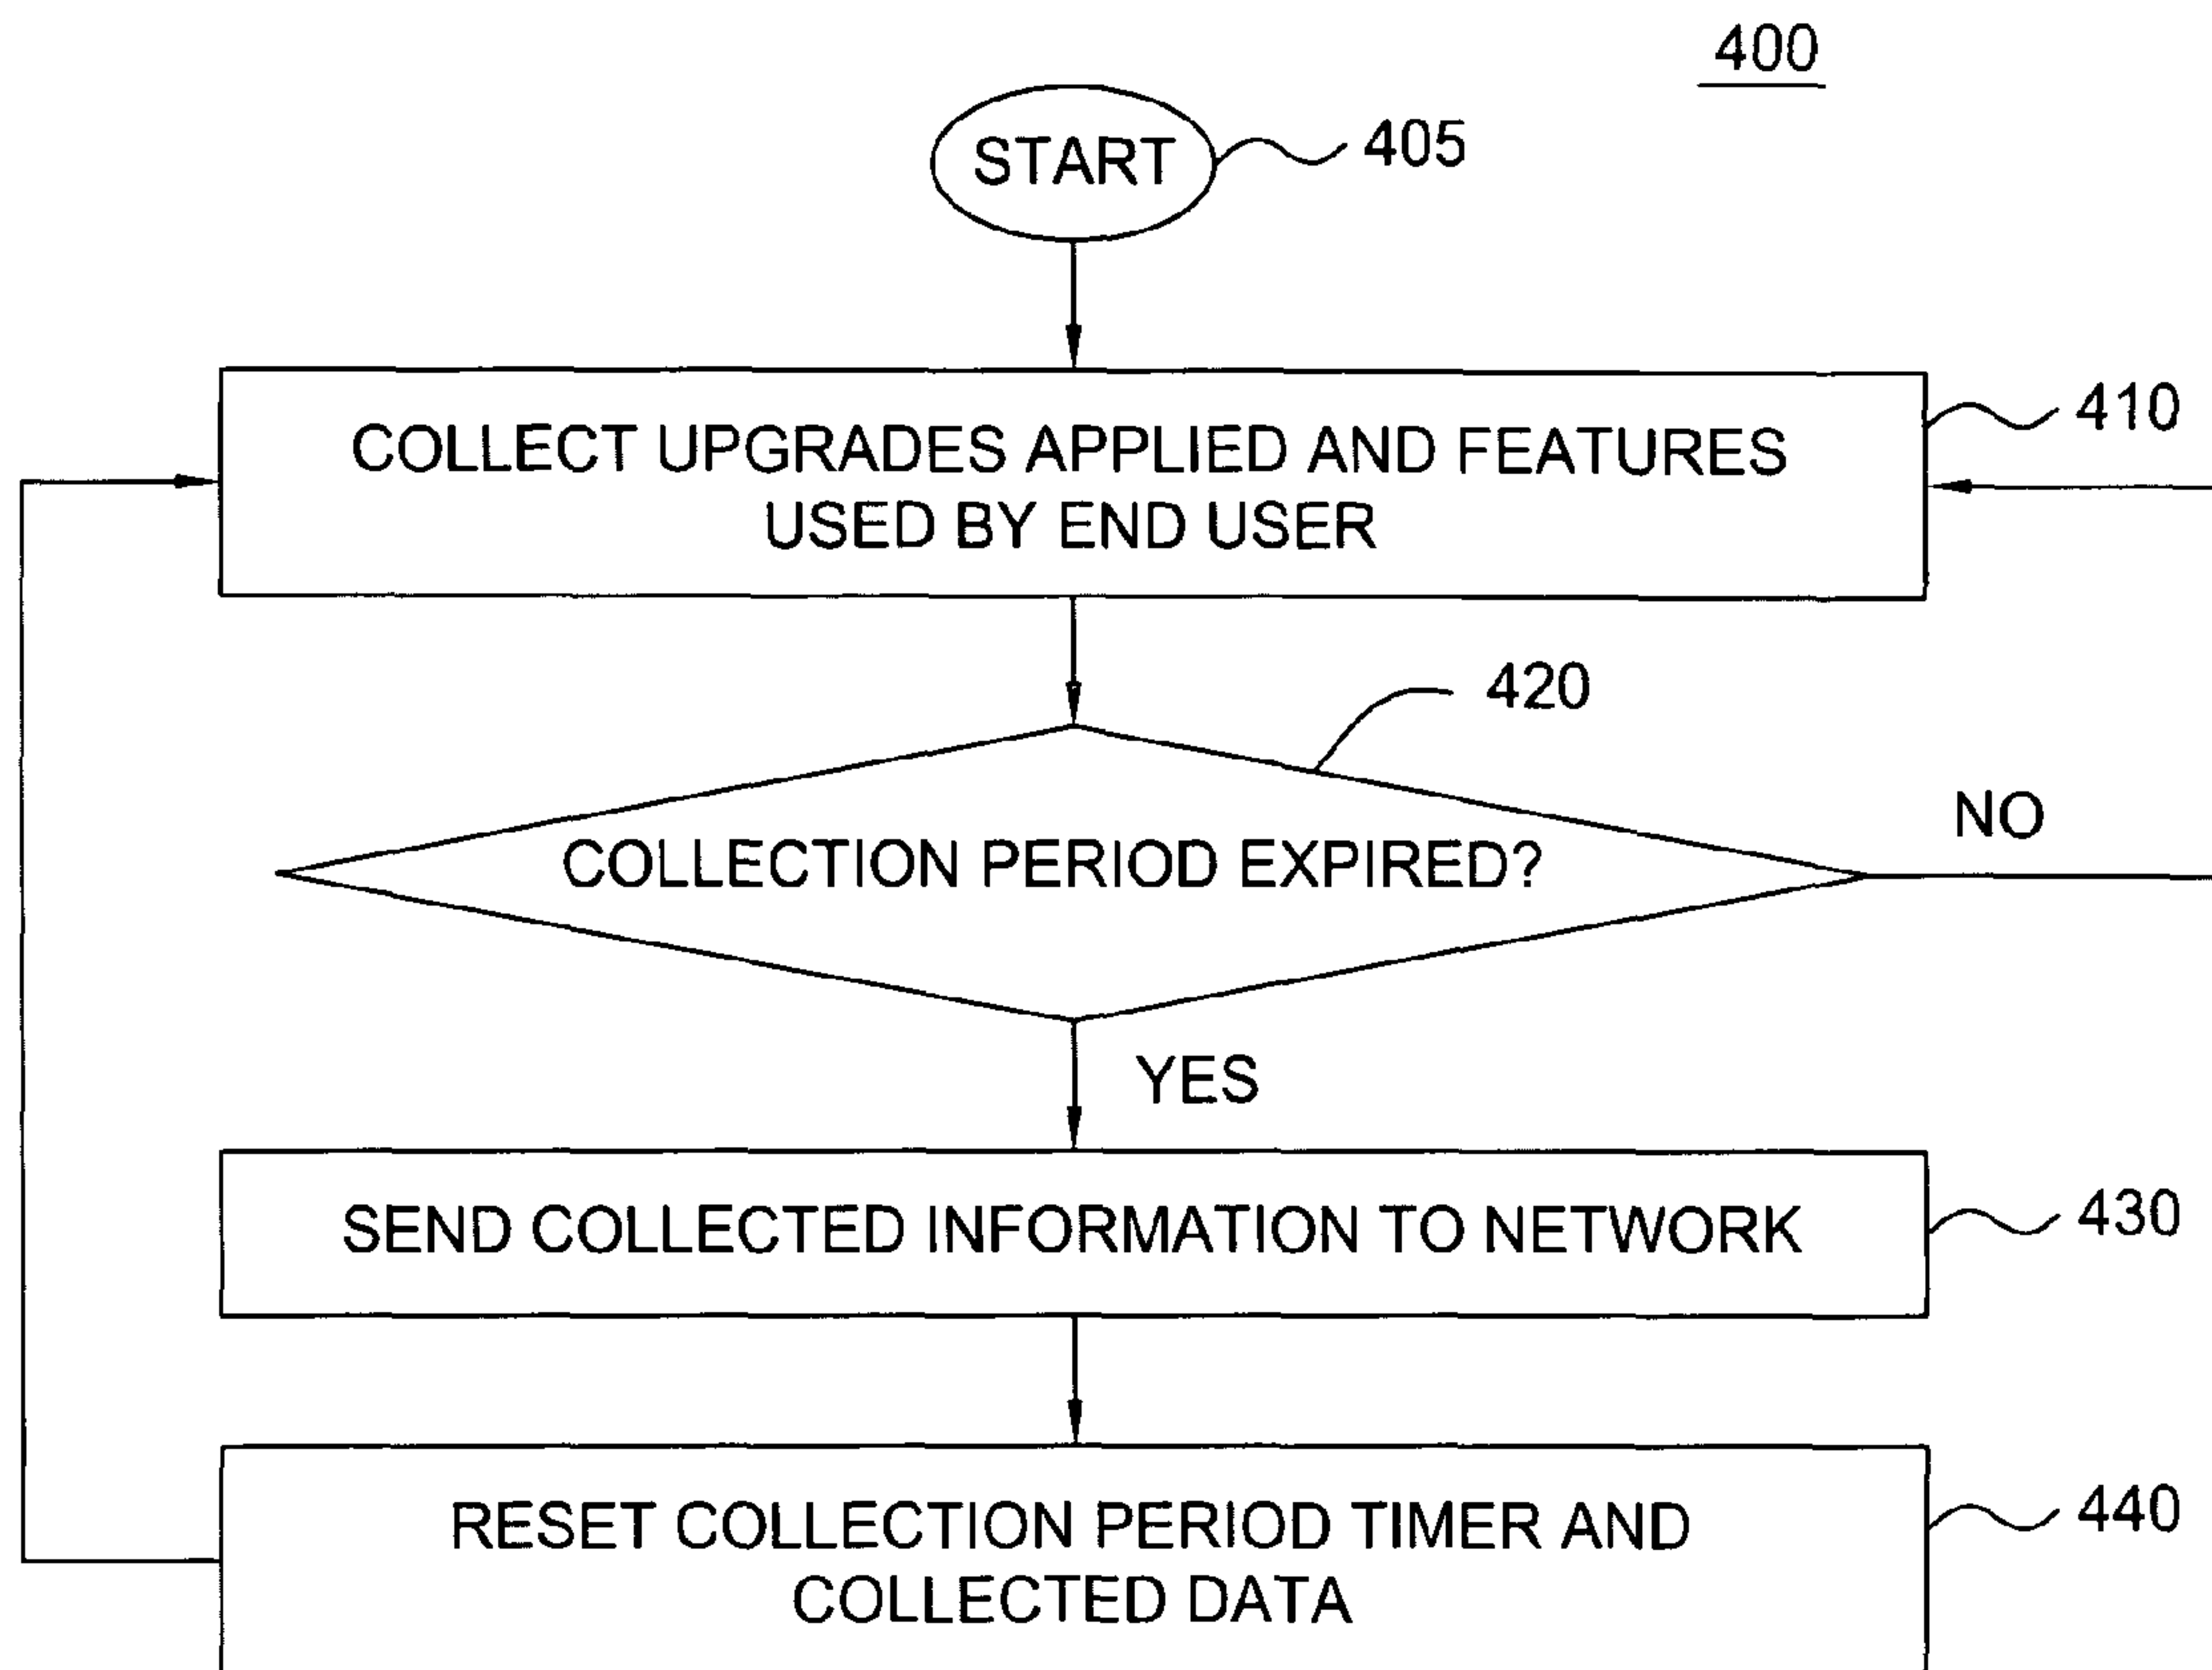 400
START
405
COLLECT UPGRADES APPLIED AND FEATURES
USED BY END USER
410
420
COLLECTION PERIOD EXPIRED?
NO
YES
SEND COLLECTED INFORMATION TO NETWORK
430
RESET COLLECTION PERIOD TIMER AND
COLLECTED DATA
440